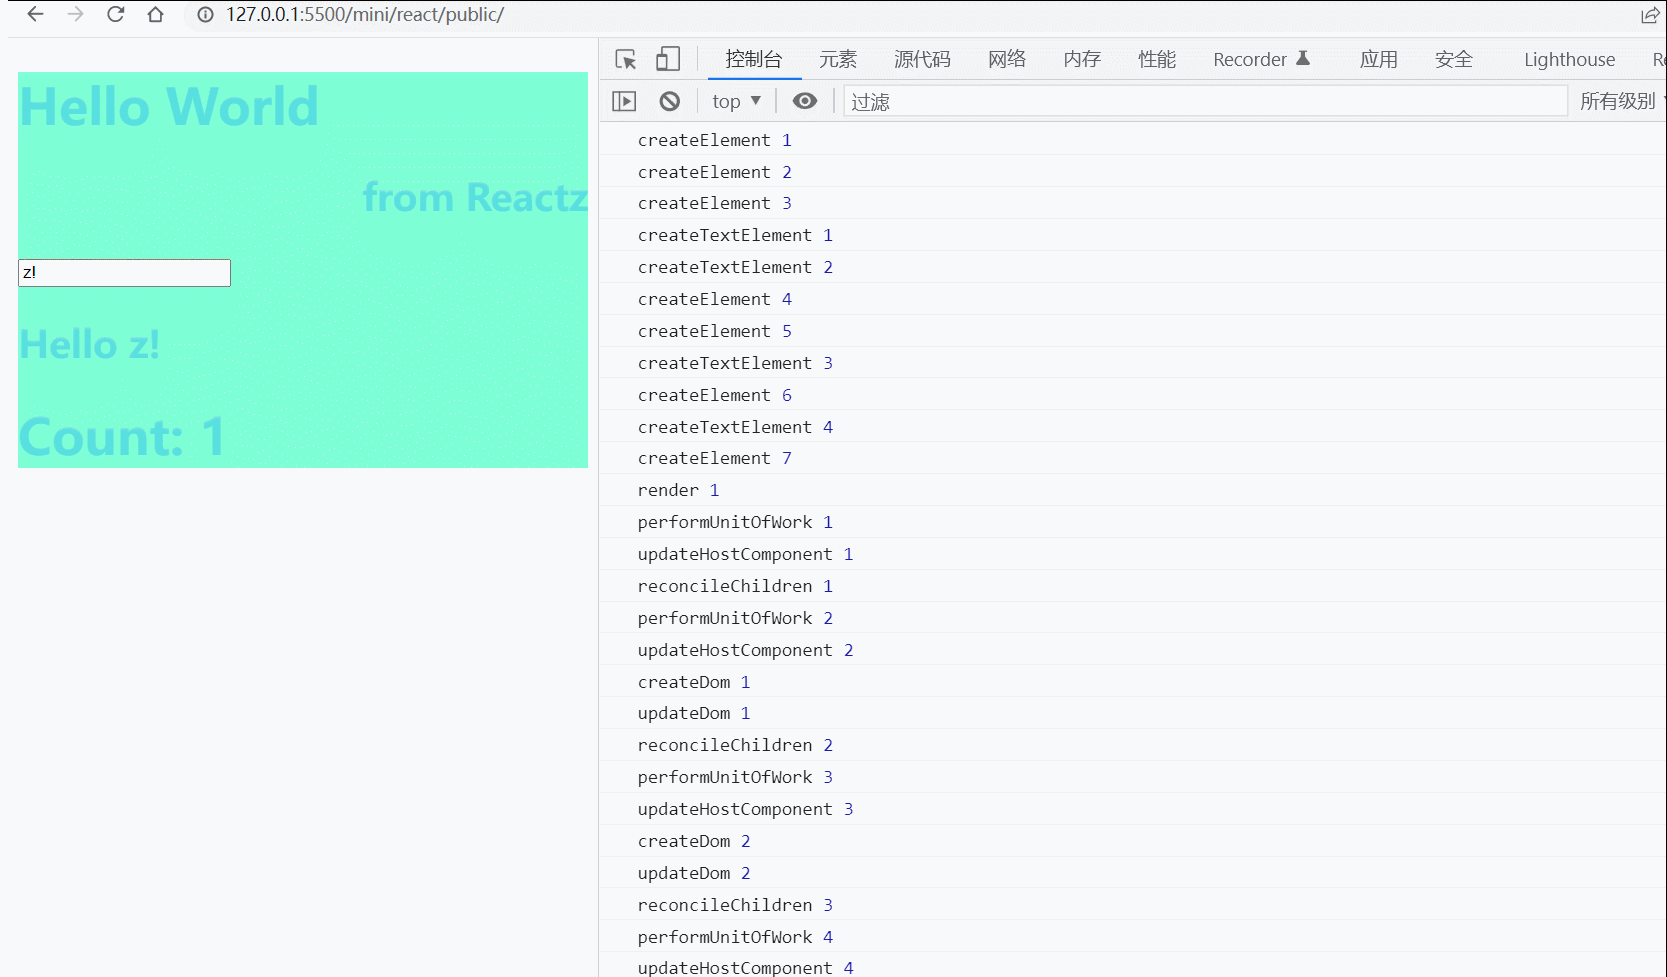 127.0.0.1:5500/mini/react/public/
Hello World
from Reactz
z!
Hello z!
Count: 1
控制台 元素 源代码 网络 内存 性能 Recorder 应用 安全 Lighthouse
top 过滤 所有级别
createElement 1
createElement 2
createElement 3
createTextElement 1
createTextElement 2
createElement 4
createElement 5
createTextElement 3
createElement 6
createTextElement 4
createElement 7
render 1
performUnitOfWork 1
updateHostComponent 1
reconcileChildren 1
performUnitOfWork 2
updateHostComponent 2
createDom 1
updateDom 1
reconcileChildren 2
performUnitOfWork 3
updateHostComponent 3
createDom 2
updateDom 2
reconcileChildren 3
performUnitOfWork 4
updateHostComponent 4